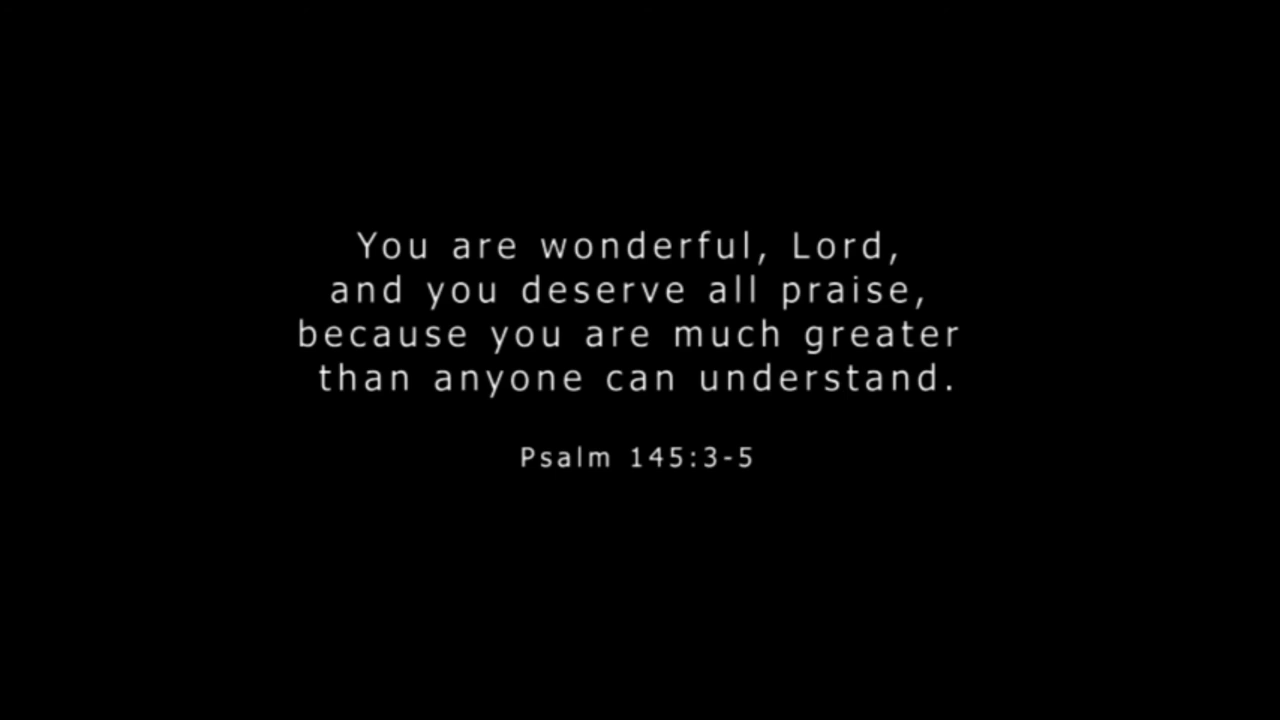 You are wonderful, Lord,
and you deserve all praise,
because you are much greater
than anyone can understand.
Psalm 145:3-5